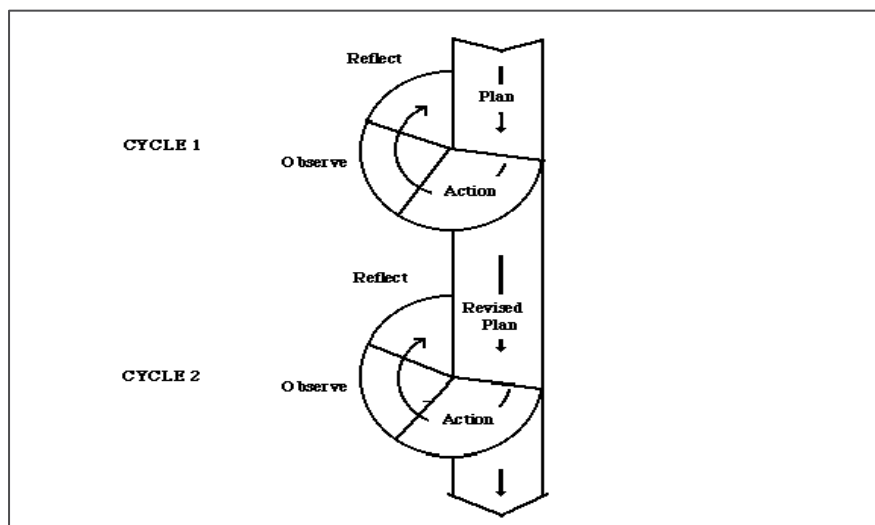 Reflect
Plan
CYCLE 1
Observe
Action
Reflect
Revised
Plan
CYCLE 2
Observe
Action